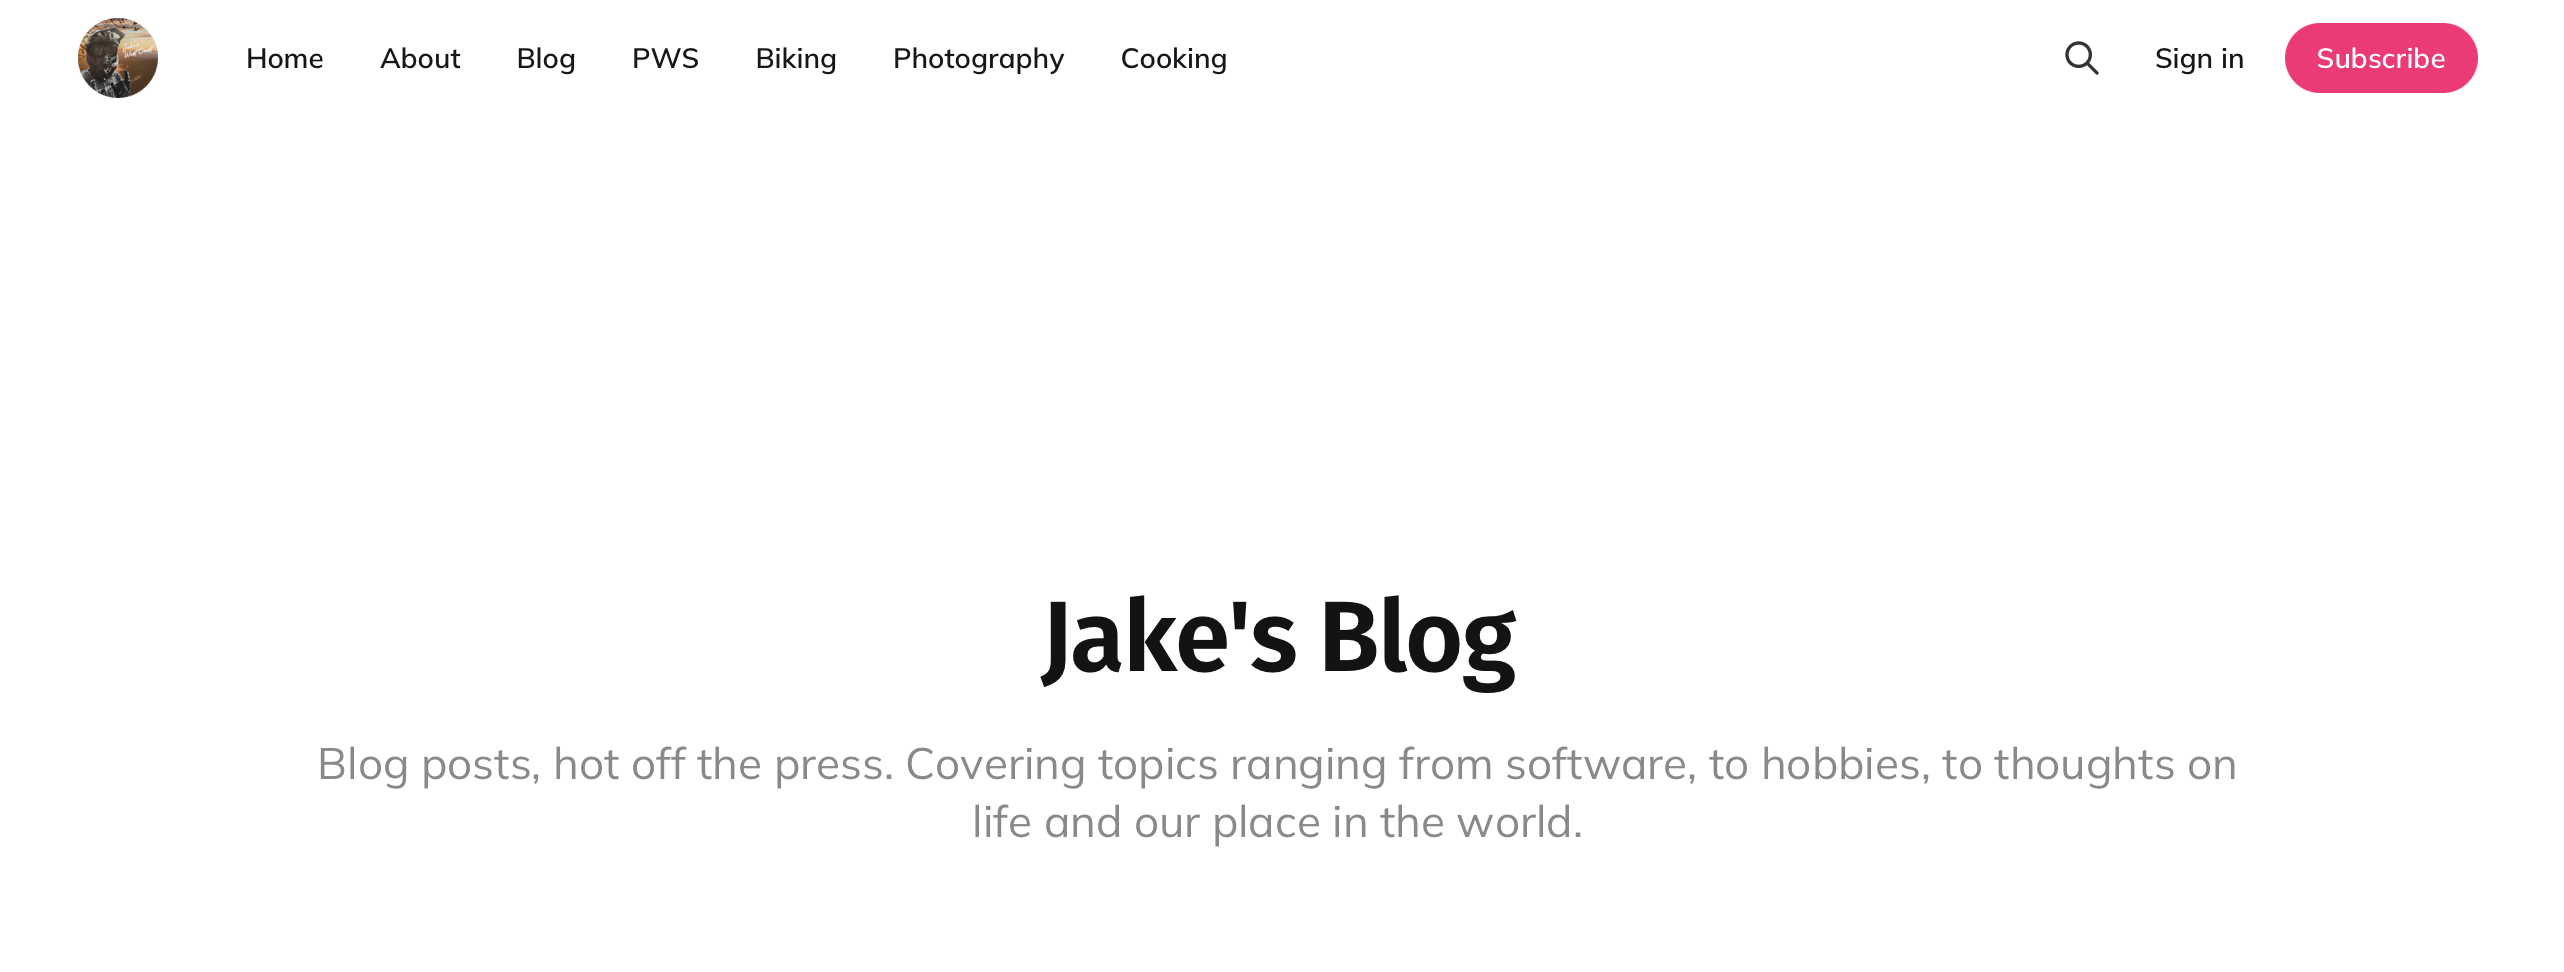 Home About Blog PWS Biking Photography Cooking Sign in Subscribe
Jake's Blog
Blog posts, hot off the press. Covering topics ranging from software, to hobbies, to thoughts on
life and our place in the world.